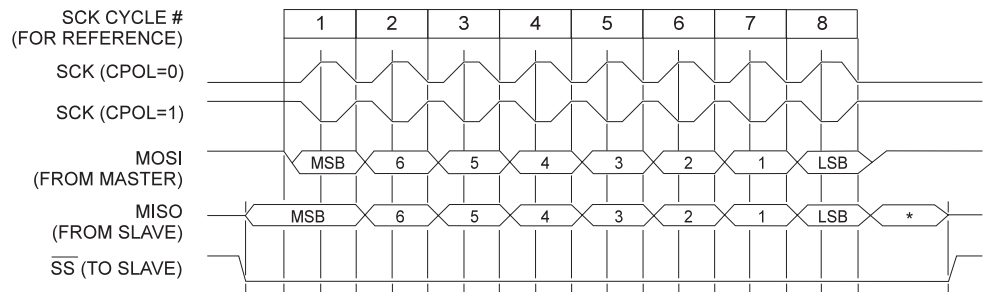 SCK CYCLE #
(FOR REFERENCE)
1 2 3 4 5 6 7 8
SCK (CPOL=0)
SCK (CPOL=1)
MOSI
(FROM MASTER)
MSB 6 5 4 3 2 1 LSB
MISO
(FROM SLAVE)
MSB 6 5 4 3 2 1 LSB *
SS (TO SLAVE)